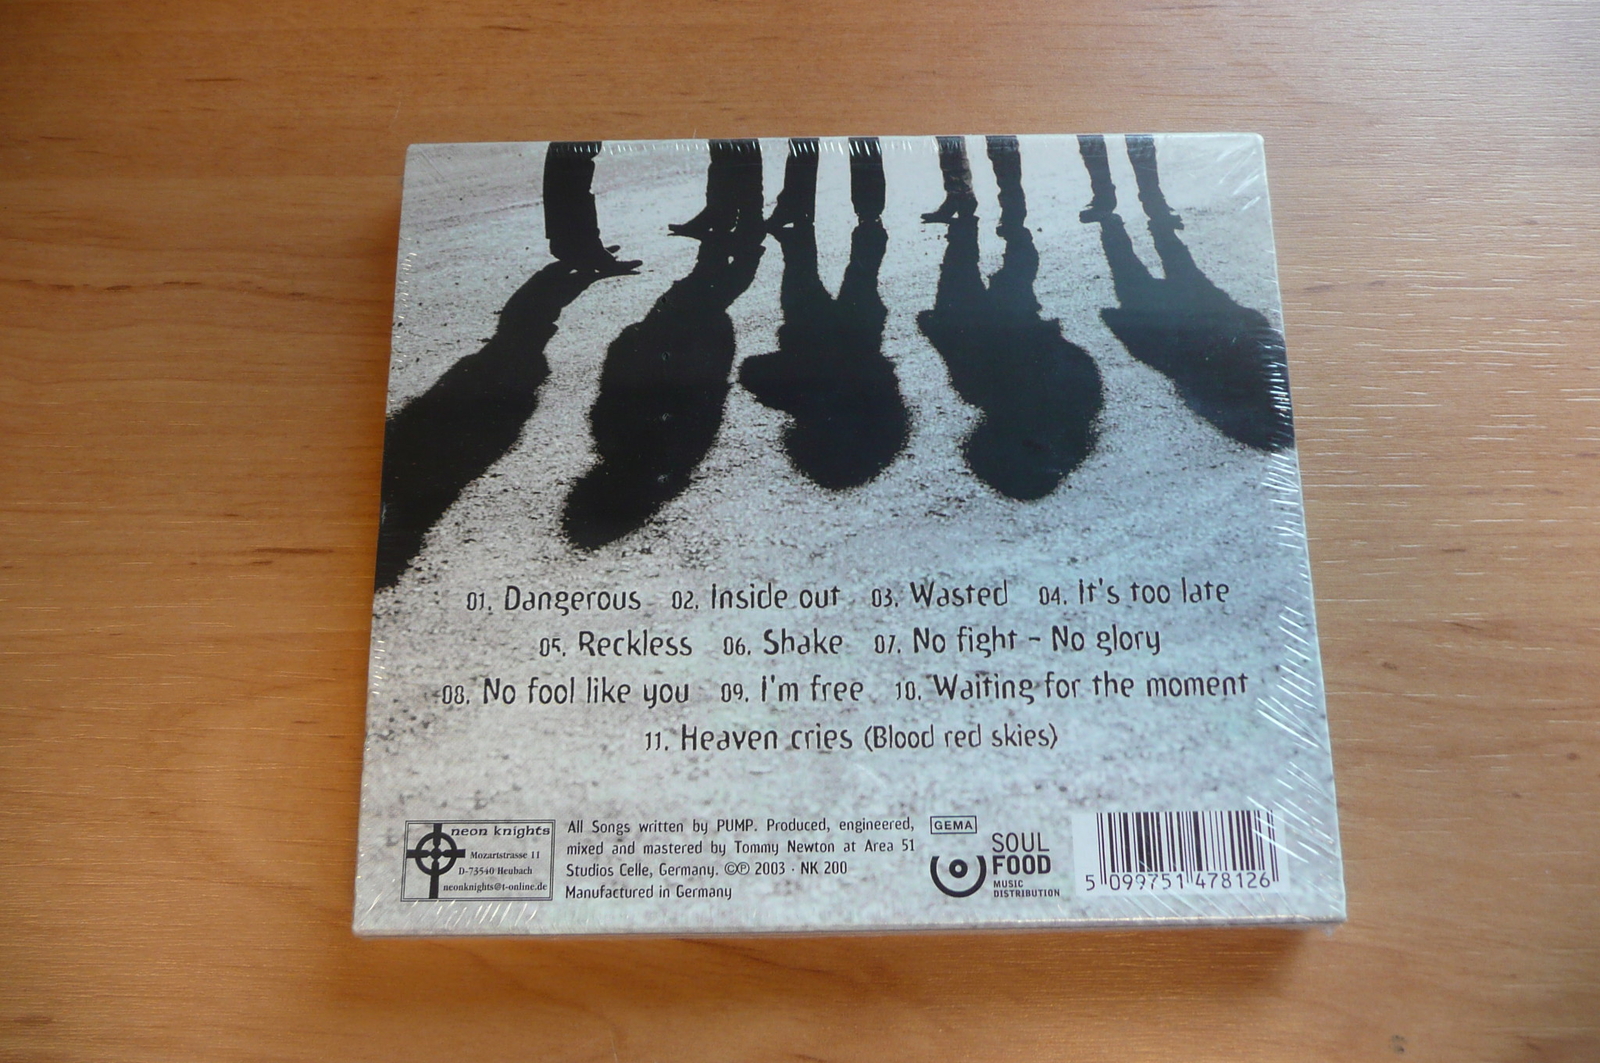 01. Dangerous 02. Inside out 03. Wasted 04. It's too late
05. Reckless 06. Shake 07. No fight - No glory
08. No fool like you 09. I'm free 10. Waiting for the moment
11. Heaven cries (Blood red skies)
neon knights
Mozartstrasse 11
D-73540 Heubach
neonknights@t-online.de
All Songs written by PUMP. Produced, engineered,
mixed and mastered by Tommy Newton at Area 51
Studios Celle, Germany. ©℗ 2003 · NK 200
Manufactured in Germany
GEMA
SOUL
FOOD
MUSIC
DISTRIBUTION
5 099751 478126